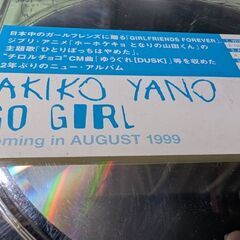 日本中のガールフレンズに贈る「GIRLFRIENDS FOREVER」
ジブリ・アニメ「ホーホケキョ となりの山田くん」の
主題歌「ひとりぼっちはやめた」、
"チロルチョコ"CM曲「ゆうぐれ[DUSK]」等を収めた
2年ぶりのニュー・アルバム
AKIKO YANO
GO GIRL
oming in AUGUST 1999